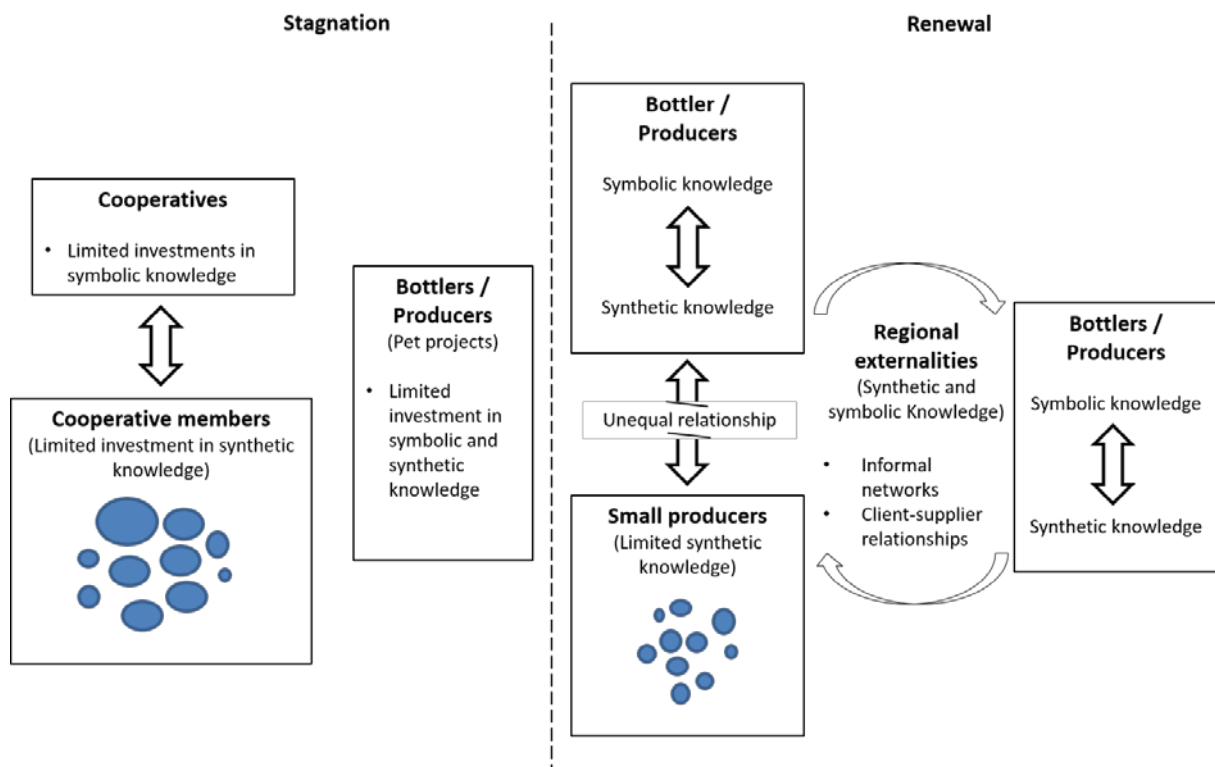 Stagnation
Cooperatives
• Limited investments in
symbolic knowledge
Cooperative members
(Limited investment in synthetic
knowledge)
Bottlers /
Producers
(Pet projects)
• Limited
investment in
symbolic and
synthetic
knowledge
Renewal
Bottler /
Producers
Symbolic knowledge
Synthetic knowledge
Unequal relationship
Small producers
(Limited synthetic
knowledge)
Regional
externalities
(Synthetic and
symbolic Knowledge)
• Informal
networks
• Client-supplier
relationships
Bottlers /
Producers
Symbolic knowledge
Synthetic knowledge